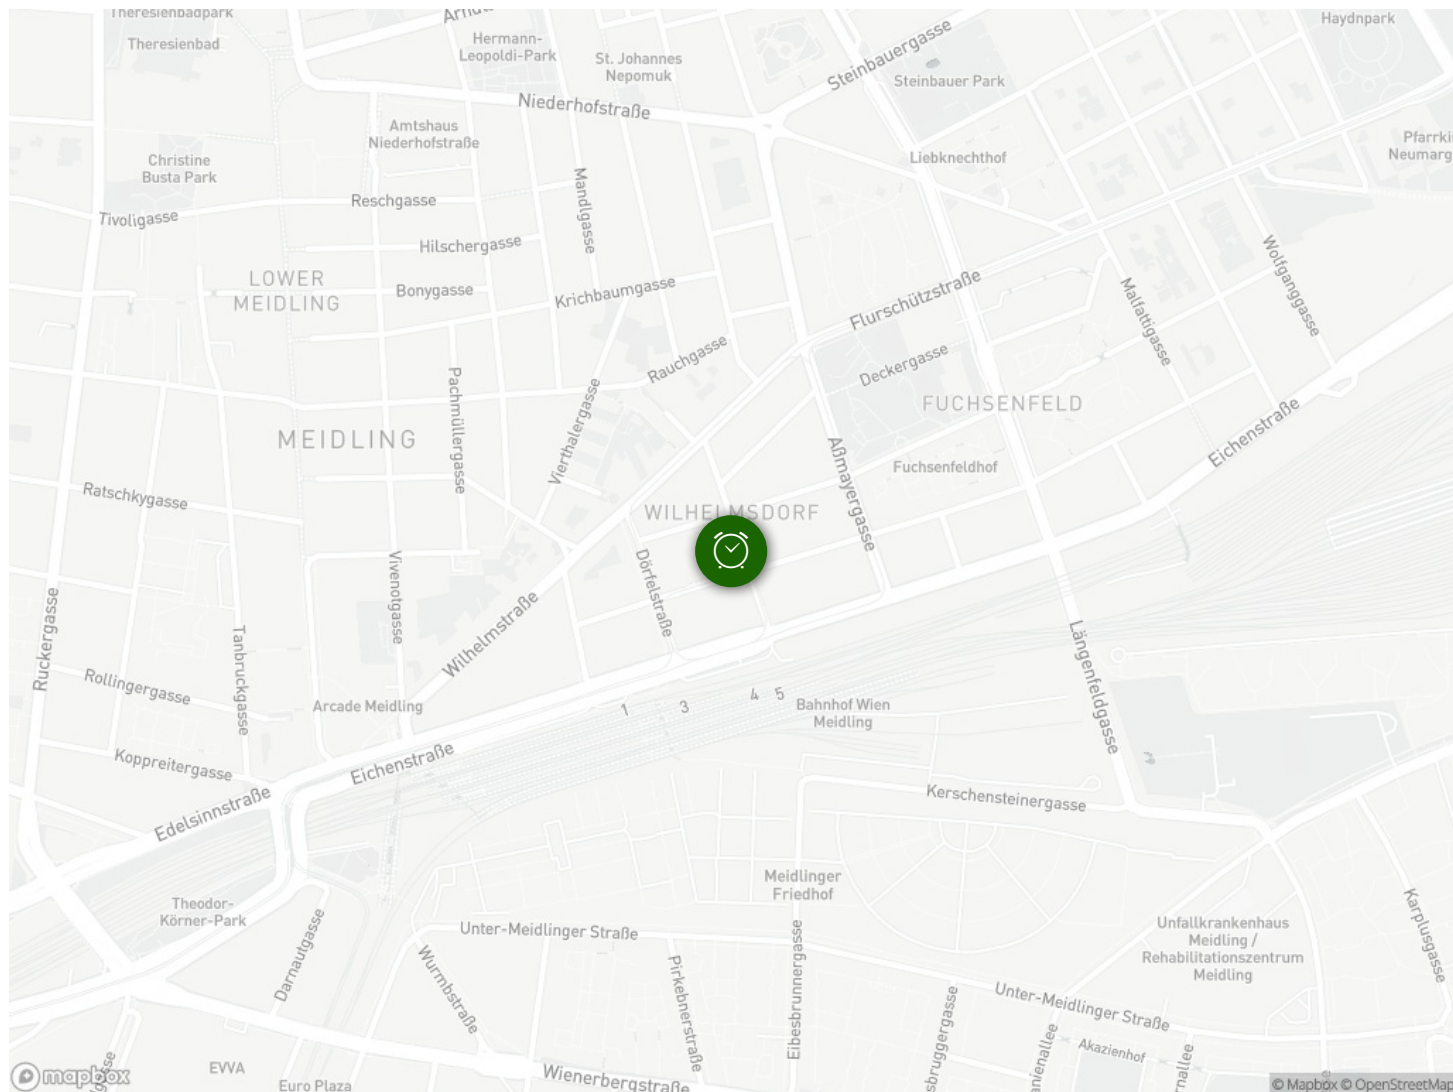 Theresienbadpark
Theresienbad
Hermann-
Leopoldi-Park
St. Johannes
Nepomuk
Steinbauergasse
Steinbauer Park
Haydnpark
Niederhofstraße
Amtshaus
Niederhofstraße
Liebknechthof
Christine
Busta Park
Mandlgasse
Reschgasse
Tivoligasse
Hilschergasse
LOWER
MEIDLING
Bonygasse
Krichbaumgasse
Flurschützstraße
Malfattigasse
Wolfganggasse
Rauchgasse
Deckergasse
Pachmüllergasse
Vierthalergasse
FUCHSENFELD
MEIDLING
Aßmayergasse
Eichenstraße
Fuchsenfeldhof
Ratschkygasse
WILHELMSDORF
Vivenotgasse
Dörfelstraße
Wilhelmstraße
Ruckergasse
Tanbruckgasse
Längenfeldgasse
Rollingergasse
Arcade Meidling
1
3
4
5
Bahnhof Wien
Meidling
Koppreitergasse
Eichenstraße
Edelsinnstraße
Kerschensteinergasse
Meidlinger
Friedhof
Theodor-
Körner-Park
Darnautgasse
Unter-Meidlinger Straße
Wurmbstraße
Pirkebnerstraße
Eibesbrunnergasse
Unfallkrankenhaus
Meidling /
Rehabilitationszentrum
Meidling
Karplusgasse
Unter-Meidlinger Straße
Akazienhof
EVVA
Euro Plaza
Wienerbergstraße
mapbox
© Mapbox © OpenStreetMap